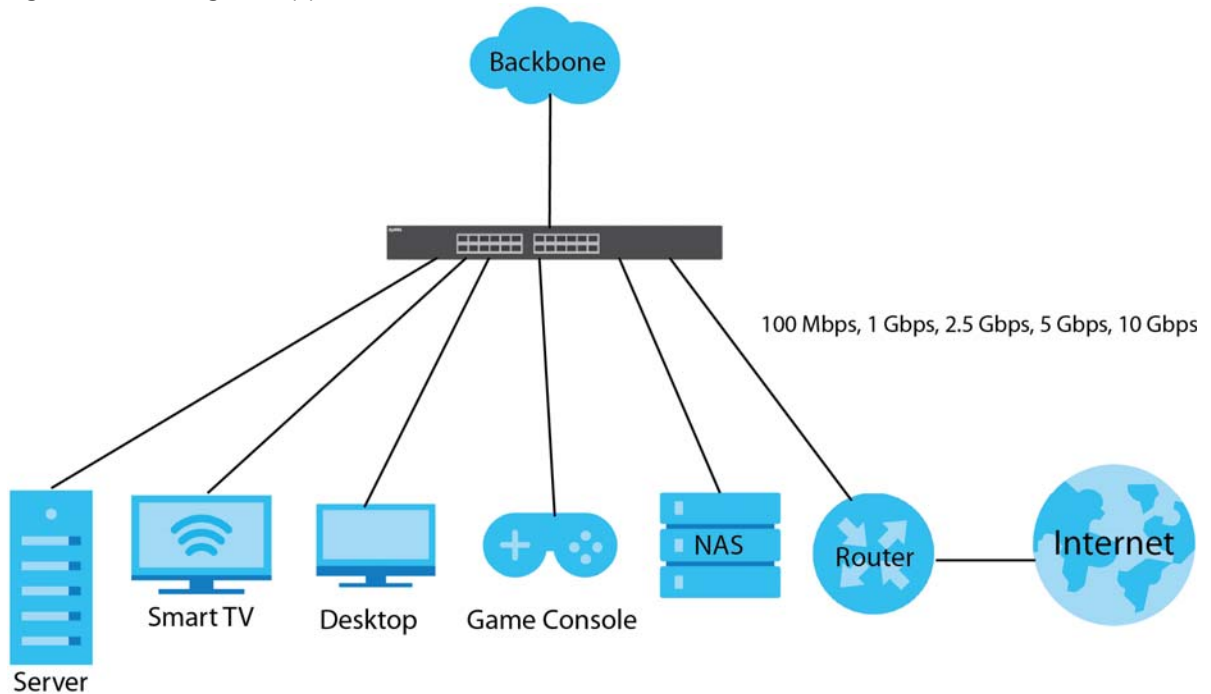 Backbone
100 Mbps, 1 Gbps, 2.5 Gbps, 5 Gbps, 10 Gbps
NAS
Router
Internet
Smart TV
Desktop
Game Console
Server